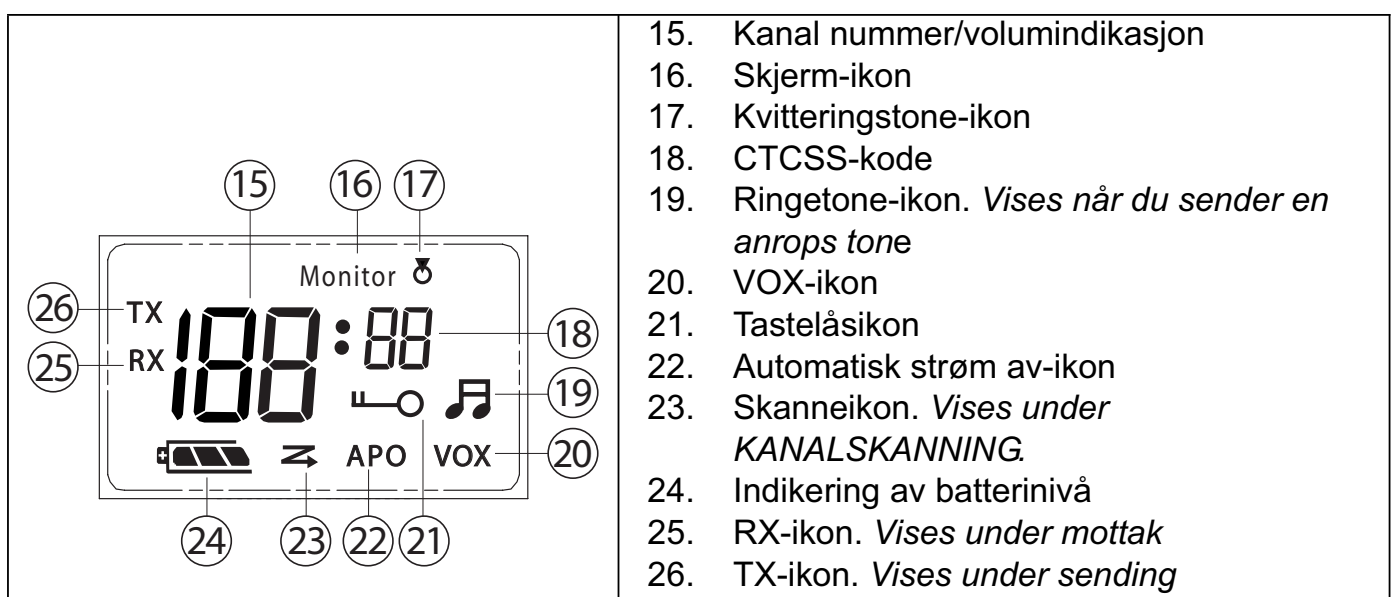 15 16 17
Monitor
26 TX 188:88 18
25 RX
19
APO VOX 20
24 23 22 21
15. Kanal nummer/volumindikasjon
16. Skjerm-ikon
17. Kvitteringstone-ikon
18. CTCSS-kode
19. Ringetone-ikon. Vises når du sender en
anrops tone
20. VOX-ikon
21. Tastelåsikon
22. Automatisk strøm av-ikon
23. Skanneikon. Vises under
KANALSKANNING.
24. Indikering av batterinivå
25. RX-ikon. Vises under mottak
26. TX-ikon. Vises under sending